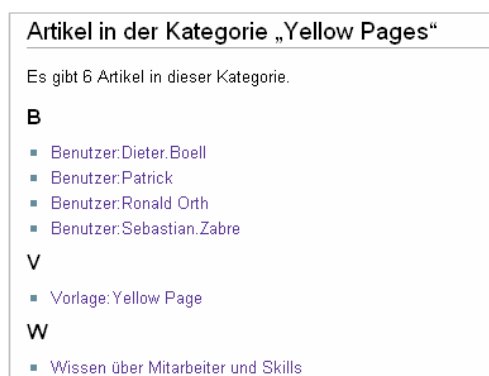 Artikel in der Kategorie „Yellow Pages“
Es gibt 6 Artikel in dieser Kategorie.
B
Benutzer:Dieter.Boell
Benutzer:Patrick
Benutzer:Ronald Orth
Benutzer:Sebastian.Zabre
V
Vorlage:Yellow Page
W
Wissen über Mitarbeiter und Skills